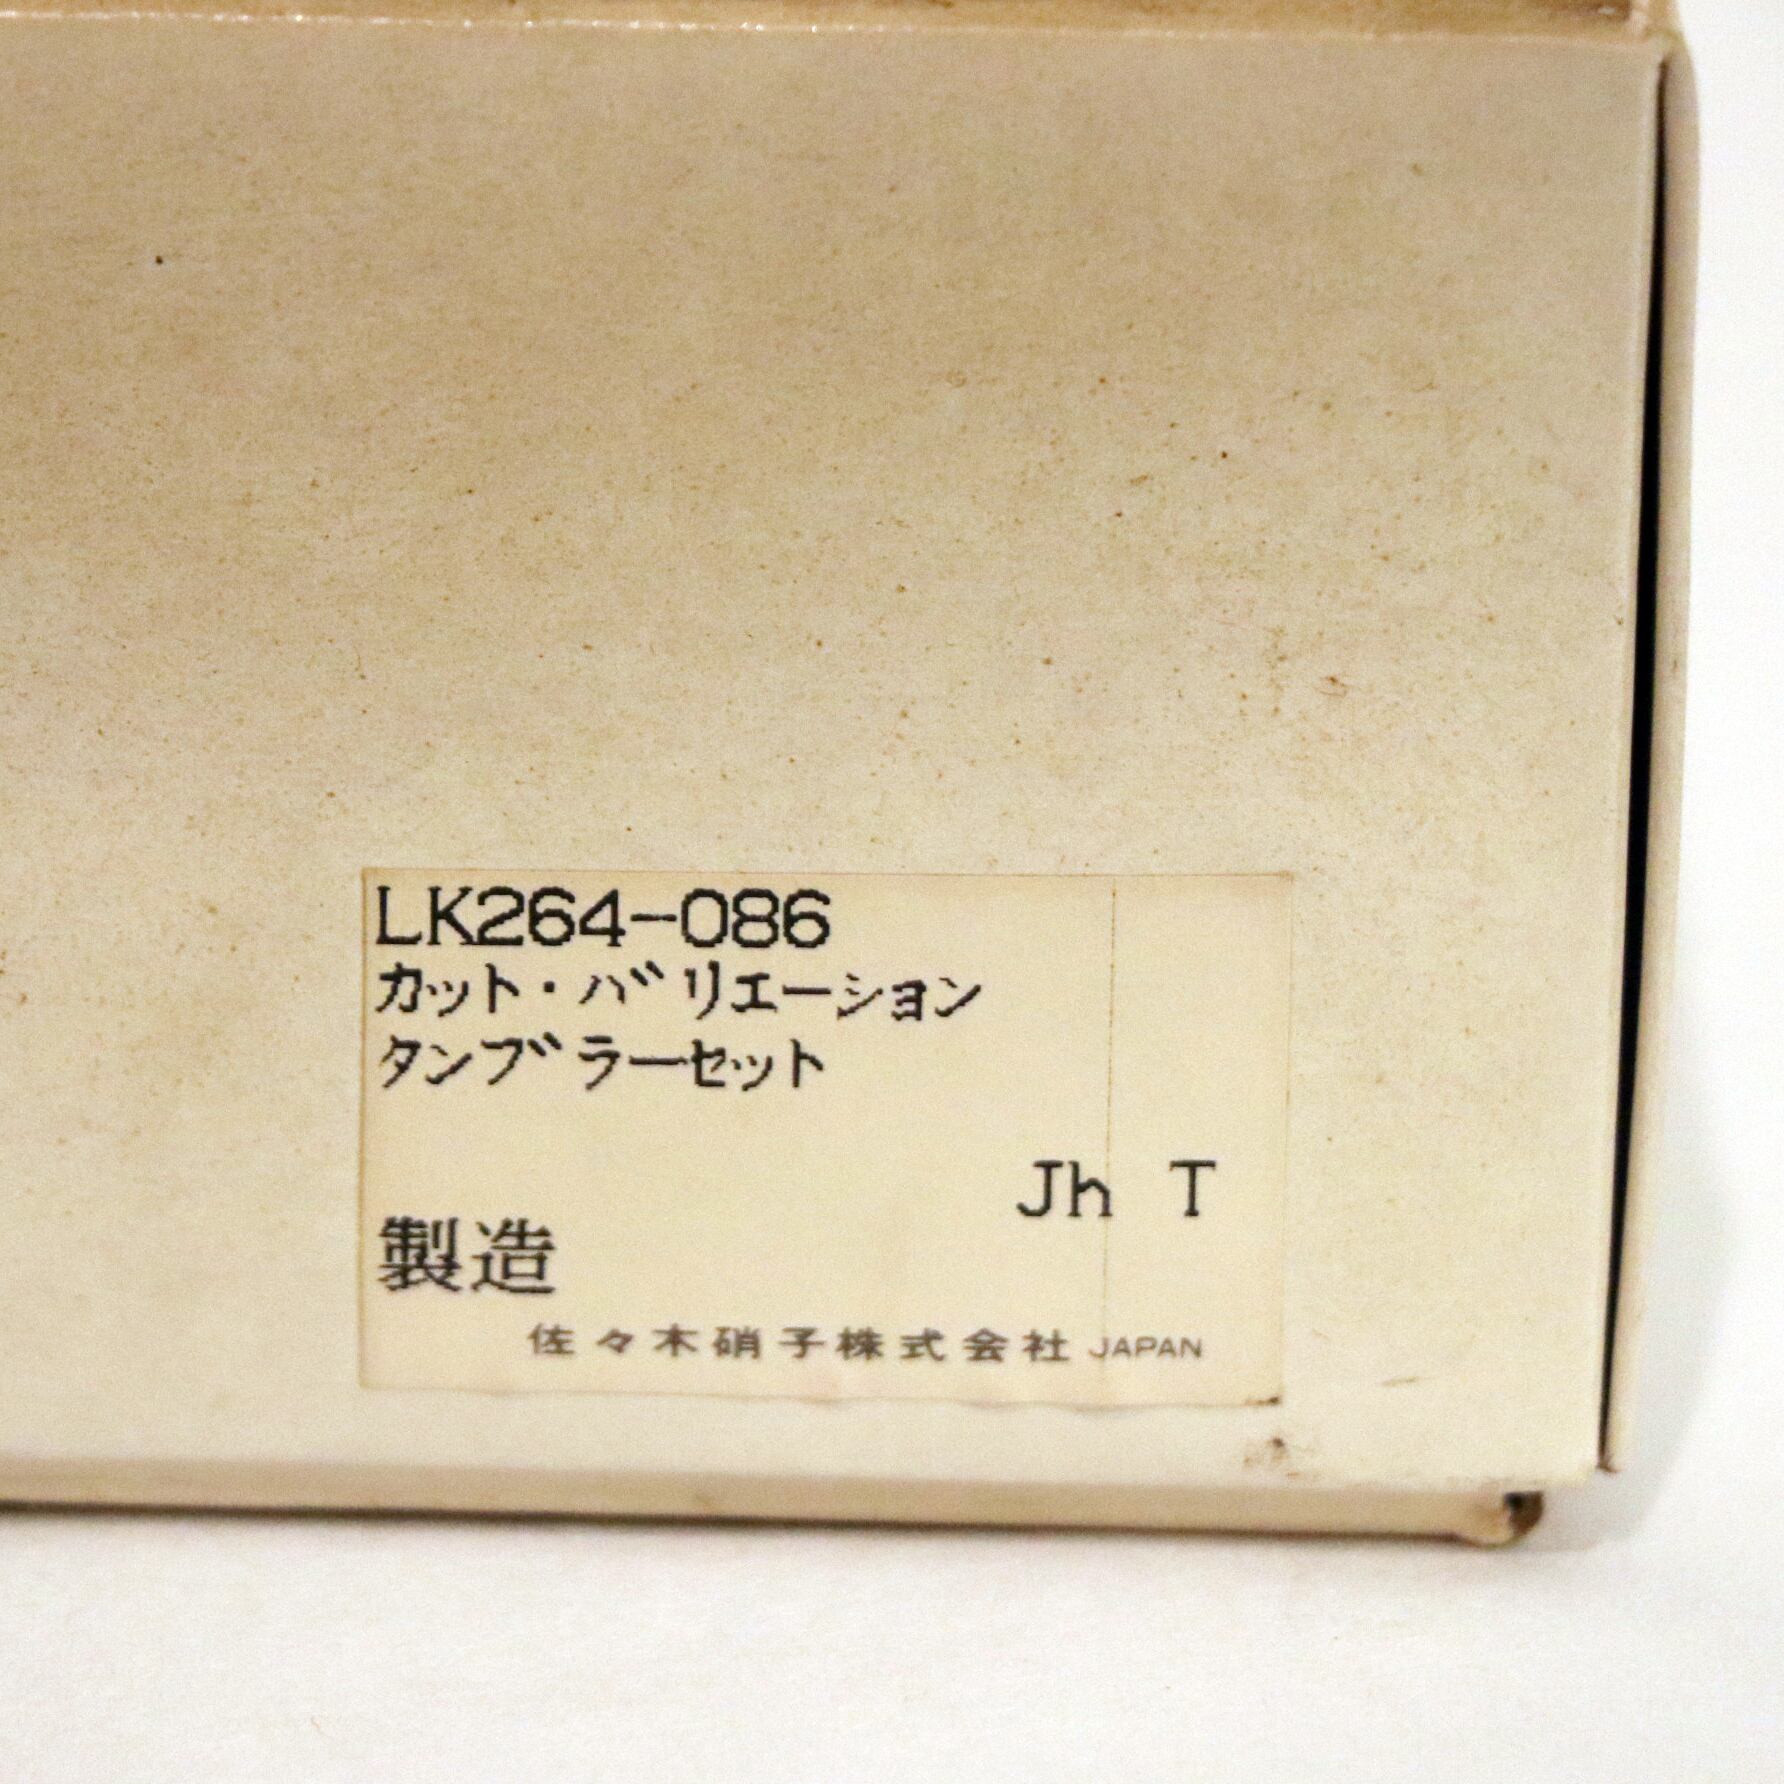 LK264-086
カット・バリエーション
タンブラーセット
Jh T
製造
佐々木硝子株式会社 JAPAN